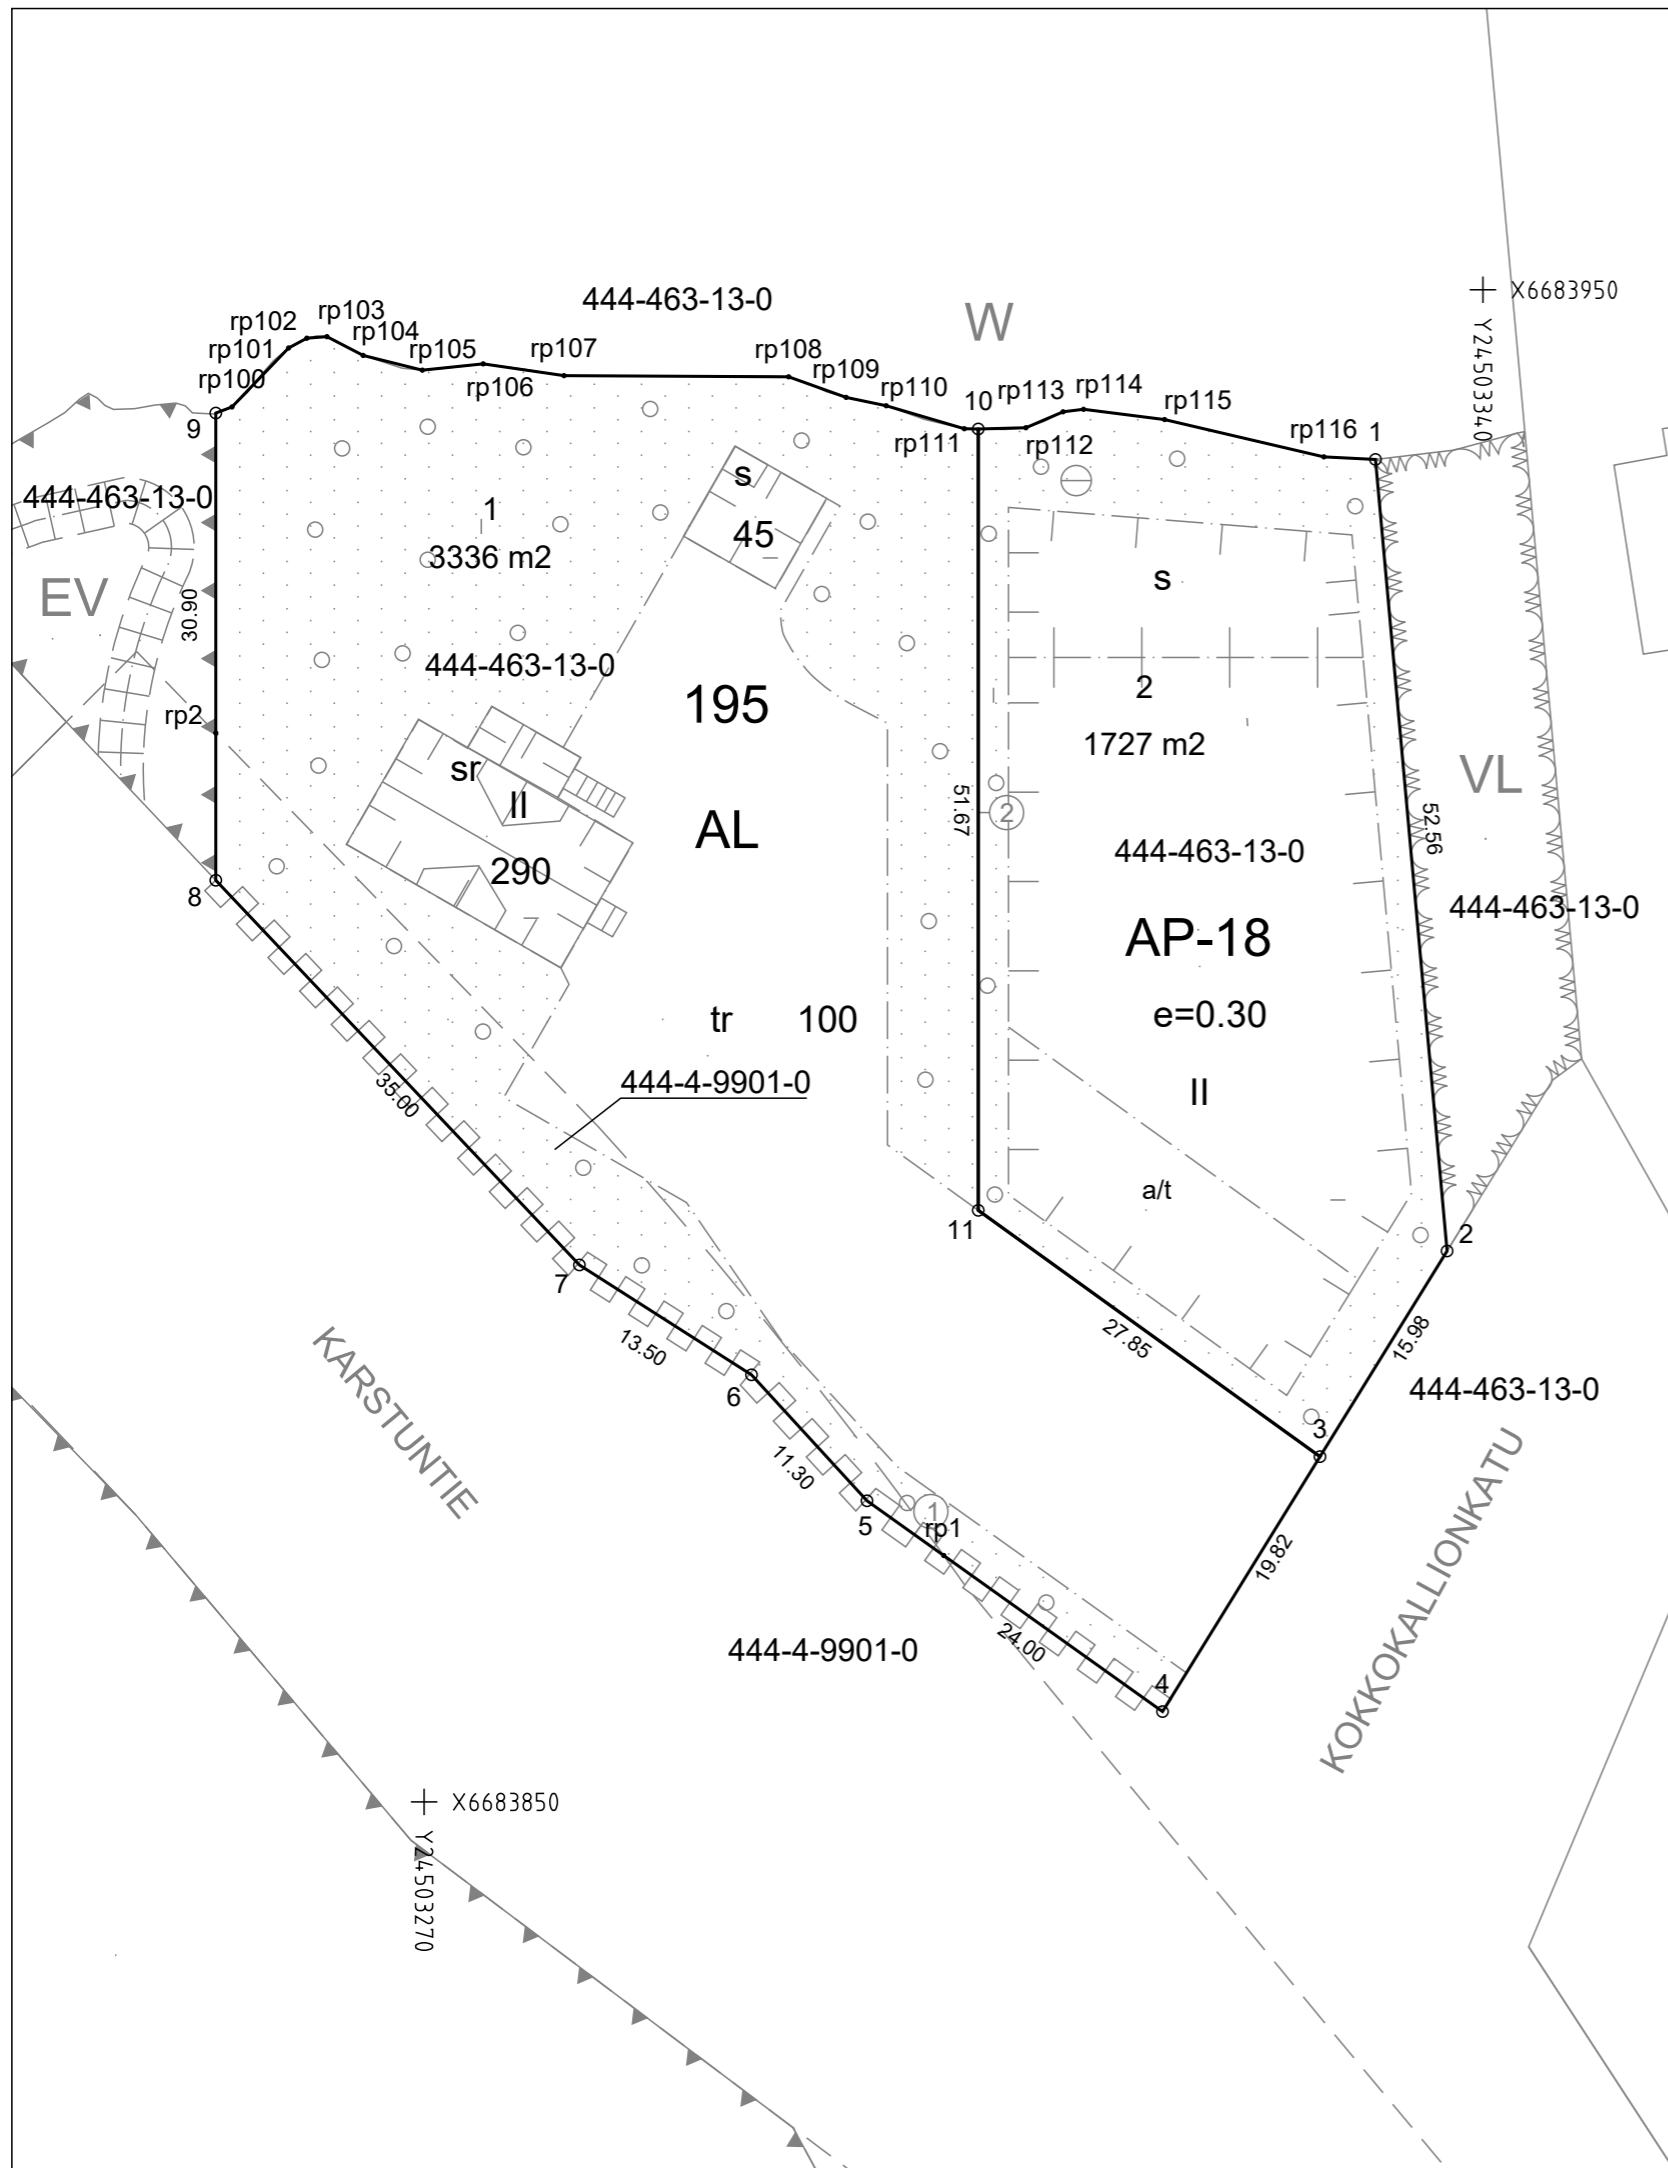 444-463-13-0
W
X6683950
Y24503340
rp102
rp103
rp104
rp101
rp105
rp107
rp108
rp109
rp100
rp106
rp110
10
rp113
rp114
rp115
9
rp111
rp112
rp116
1
444-463-13-0
s
45
1
3336 m2
EV
30.90
s
444-463-13-0
195
2
rp2
1727 m2
VL
sr
II
51.67
2
52.56
AL
444-463-13-0
290
8
444-463-13-0
AP-18
tr
100
e=0.30
35.00
444-4-9901-0
II
a/t
11
2
7
13.50
27.85
15.98
KARSTUNTIE
6
444-463-13-0
3
11.30
5
1
rp1
19.82
KOKKOKALLIONKATU
24.00
444-4-9901-0
4
X6683850
Y24503270